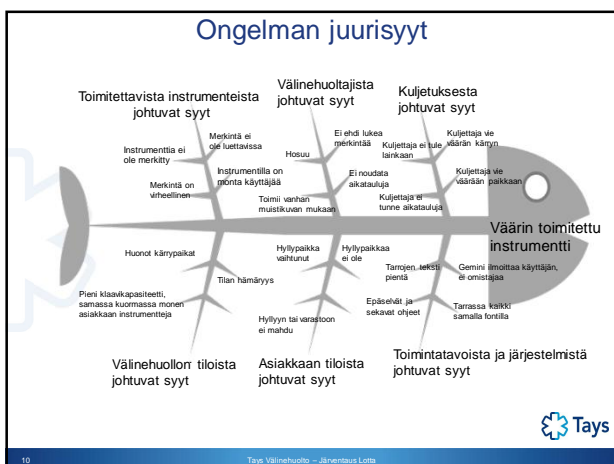 Ongelman juurisyyt
Toimitettavista instrumenteista
johtuvat syyt
Välinehuoltajista
johtuvat syyt
Kuljetuksesta
johtuvat syyt
Instrumenttia ei
ole merkitty
Merkintä ei
ole luettavissa
Merkintä on
virheellinen
Instrumentilla on
monta käyttäjää
Hosuu
Ei ehdi lukea
merkintää
Toimii vanhan
muistikuvan mukaan
Ei noudata
aikatauluja
Kuljettaja ei tule
lainkaan
Kuljettaja vie
väärän kärryn
Kuljettaja ei
tunne aikatauluja
Kuljettaja vie
väärään paikkaan
Väärin toimitettu
instrumentti
Huonot kärrypaikat
Tilan hämäryys
Pieni klaavikapasiteetti,
samassa kuormassa monen
asiakkaan instrumentteja
Hyllypaikka
vaihtunut
Hyllypaikkaa
ei ole
Hyllyyn tai varastoon
ei mahdu
Tarrojen teksti
pientä
Gemini ilmoittaa käyttäjän,
ei omistajaa
Epäselvät ja
sekavat ohjeet
Tarrassa kaikki
samalla fontilla
Välinehuollon tiloista
johtuvat syyt
Asiakkaan tiloista
johtuvat syyt
Toimintatavoista ja järjestelmistä
johtuvat syyt
Tays
10
Tays Välinehuolto – Järventaus Lotta